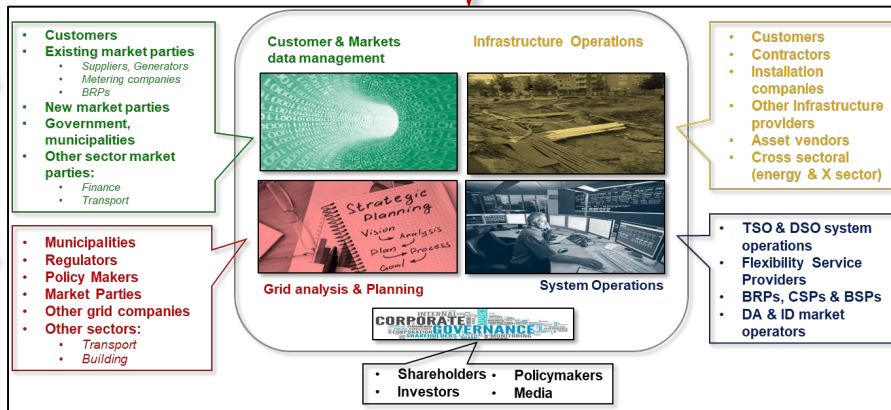 • Customers
• Existing market parties
• Suppliers, Generators
• Metering companies
• BRPs
• New market parties
• Government,
municipalities
• Other sector market
parties:
• Finance
• Transport
Customer & Markets
data management
Infrastructure Operations
• Customers
• Contractors
• Installation
companies
• Other Infrastructure
providers
• Asset vendors
• Cross sectoral
(energy & X sector)
Strategic
Planning
Vision
Analysis
Plan
Process
Goal
• Municipalities
• Regulators
• Policy Makers
• Market Parties
• Other grid companies
• Other sectors:
• Transport
• Building
Grid analysis & Planning
System Operations
• TSO & DSO system
operations
• Flexibility Service
Providers
• BRPs, CSPs & BSPs
• DA & ID market
operators
INTERNAL
CORPORATE
GOVERNANCE
CORPORATION
SHAREHOLDERS
MONITORING
• Shareholders • Policymakers
• Investors • Media